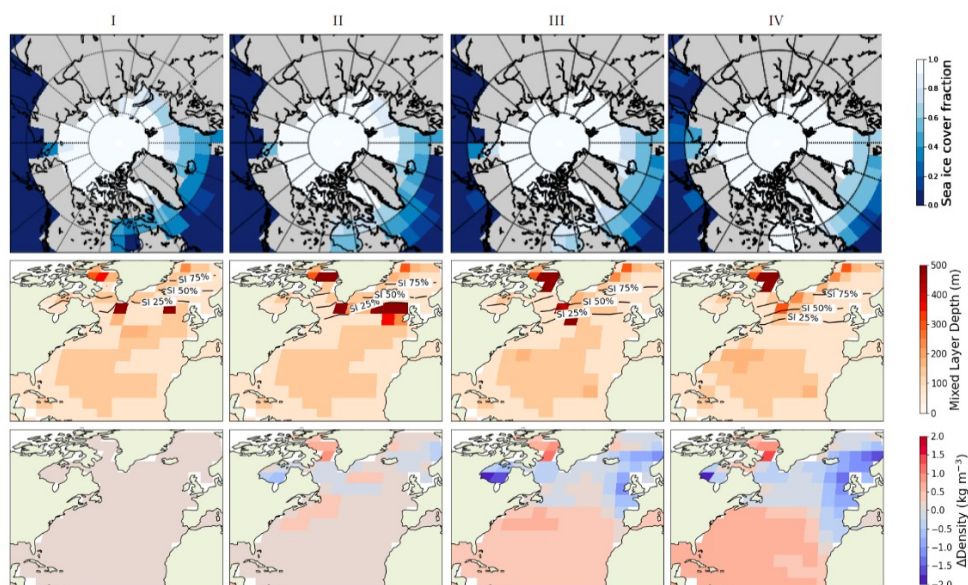 I II III IV
1.0
0.8
0.6
0.4
0.2
0.0
Sea ice cover fraction
SI 75%
SI 50%
SI 25%
SI 75%
SI 50%
SI 25%
SI 75%
SI 50%
SI 25%
SI 75%
SI 50%
SI 25%
500
400
300
200
100
0
Mixed Layer Depth (m)
2.0
1.5
1.0
0.5
0.0
−0.5
−1.0
−1.5
−2.0
ΔDensity (kg m⁻³)